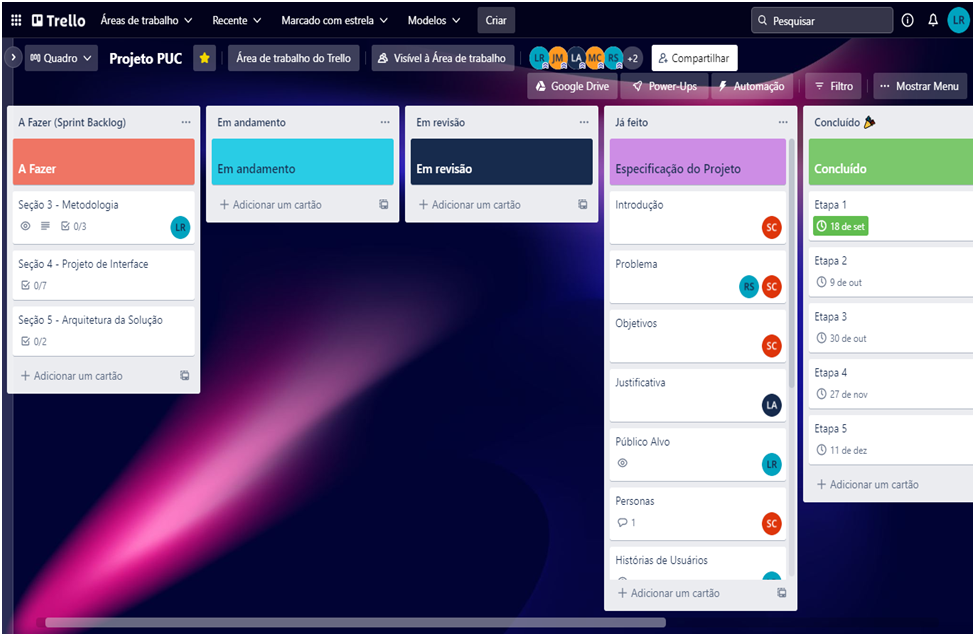 Trello Áreas de trabalho Recente Marcado com estrela Modelos Criar Pesquisar LR
Quadro Projeto PUC Área de trabalho do Trello Visível à Área de trabalho LR JM LA MC RS +2 Compartilhar
Google Drive Power-Ups Automação Filtro Mostrar Menu
A Fazer (Sprint Backlog)
A Fazer
Seção 3 - Metodologia
0/3 LR
Seção 4 - Projeto de Interface
0/7
Seção 5 - Arquitetura da Solução
0/2
Adicionar um cartão
Em andamento
Em andamento
Adicionar um cartão
Em revisão
Em revisão
Adicionar um cartão
Já feito
Especificação do Projeto
Introdução
SC
Problema
RS SC
Objetivos
SC
Justificativa
LA
Público Alvo
LR
Personas
1 SC
Histórias de Usuários
Adicionar um cartão
Concluído
Concluído
Etapa 1
18 de set
Etapa 2
9 de out
Etapa 3
30 de out
Etapa 4
27 de nov
Etapa 5
11 de dez
Adicionar um cartão